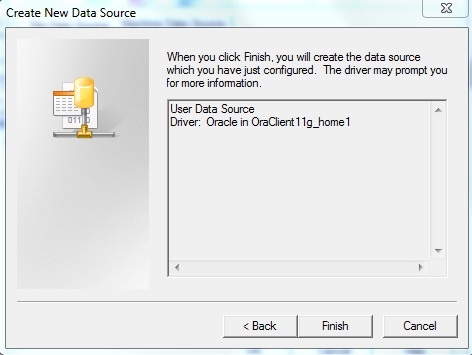 Create New Data Source
When you click Finish, you will create the data source
which you have just configured. The driver may prompt you
for more information.
User Data Source
Driver: Oracle in OraClient11g_home1
< Back
Finish
Cancel